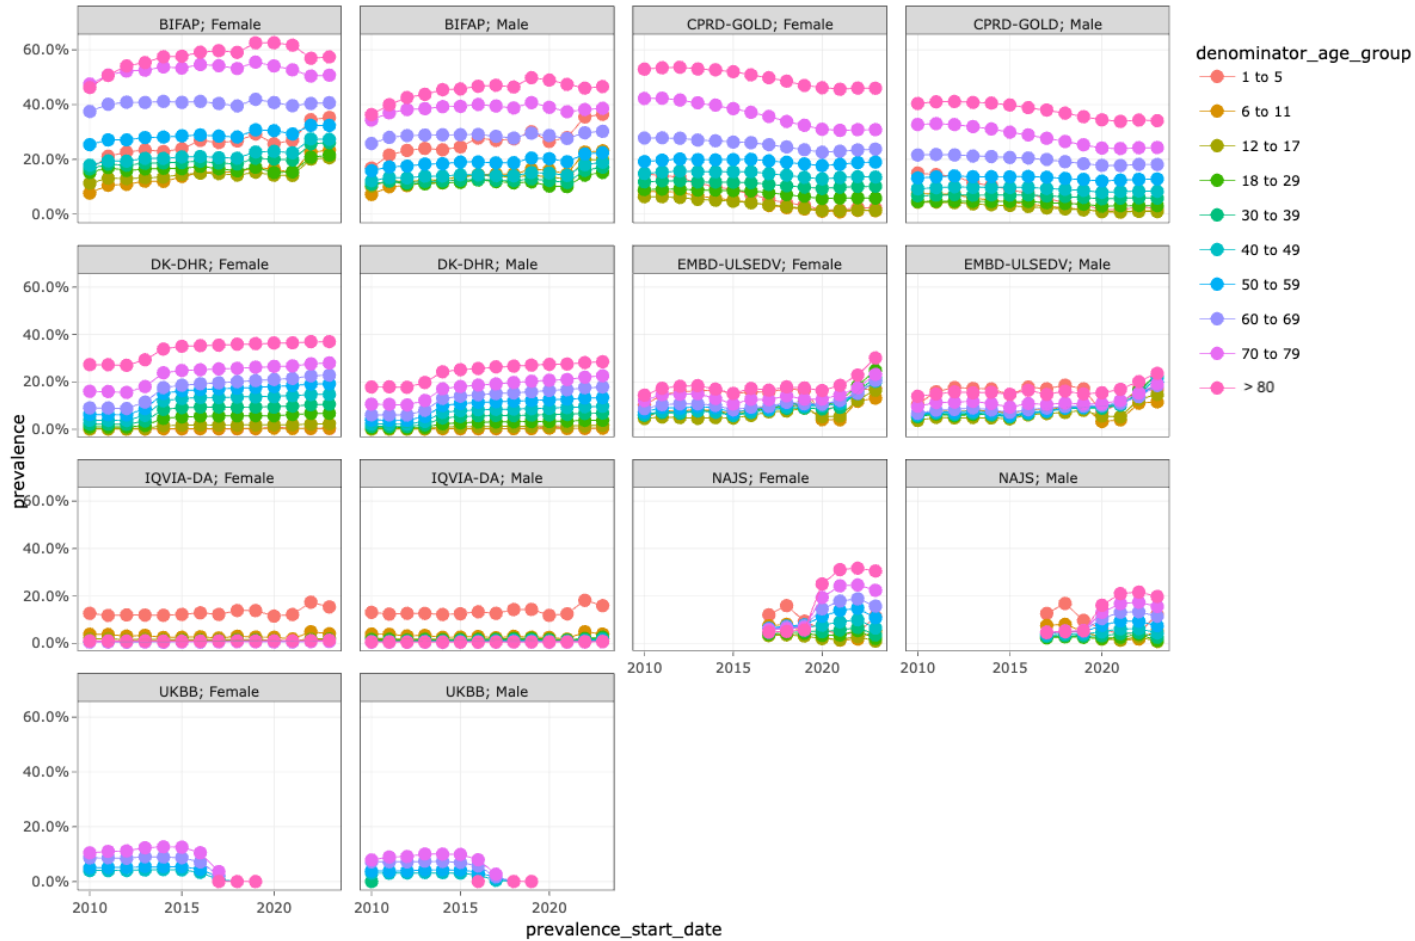 BIFAP; Female
BIFAP; Male
CPRD-GOLD; Female
CPRD-GOLD; Male
60.0%
40.0%
20.0%
0.0%
DK-DHR; Female
DK-DHR; Male
EMBD-ULSEDV; Female
EMBD-ULSEDV; Male
60.0%
40.0%
20.0%
0.0%
prevalence
IQVIA-DA; Female
IQVIA-DA; Male
NAJS; Female
NAJS; Male
60.0%
40.0%
20.0%
0.0%
2010 2015 2020
2010 2015 2020
UKBB; Female
UKBB; Male
60.0%
40.0%
20.0%
0.0%
2010 2015 2020
2010 2015 2020
prevalence_start_date
denominator_age_group
1 to 5
6 to 11
12 to 17
18 to 29
30 to 39
40 to 49
50 to 59
60 to 69
70 to 79
> 80